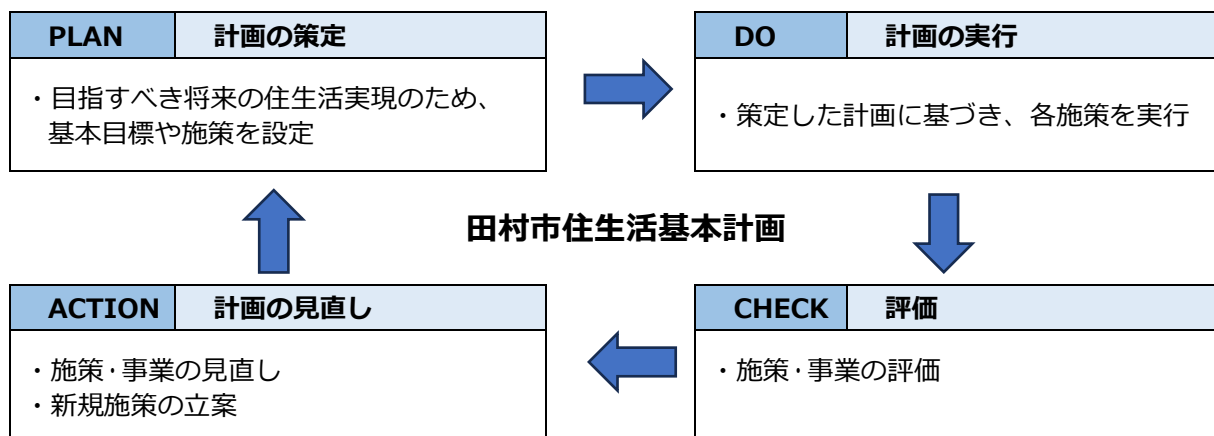 PLAN 計画の策定
・目指すべき将来の住生活実現のため、
基本目標や施策を設定
DO 計画の実行
・策定した計画に基づき、各施策を実行
田村市住生活基本計画
ACTION 計画の見直し
・施策・事業の見直し
・新規施策の立案
CHECK 評価
・施策・事業の評価